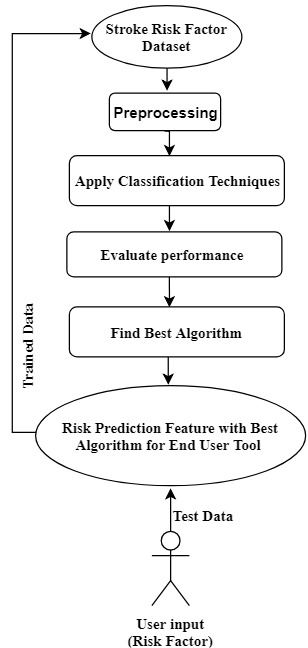 Stroke Risk Factor
Dataset
Preprocessing
Apply Classification Techniques
Evaluate performance
Find Best Algorithm
Trained Data
Risk Prediction Feature with Best
Algorithm for End User Tool
Test Data
User input
(Risk Factor)